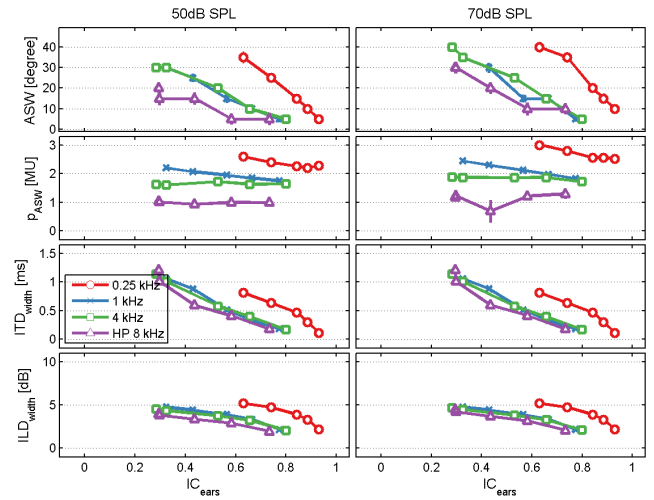 50dB SPL 70dB SPL
ASW [degree]
40
30
20
10
0
p_ASW [MU]
3
2
1
0
ITD_width [ms]
1.5
1
0.5
0
0.25 kHz
1 kHz
4 kHz
HP 8 kHz
ILD_width [dB]
10
5
0
0 0.2 0.4 0.6 0.8 1 0 0.2 0.4 0.6 0.8 1
IC_ears IC_ears